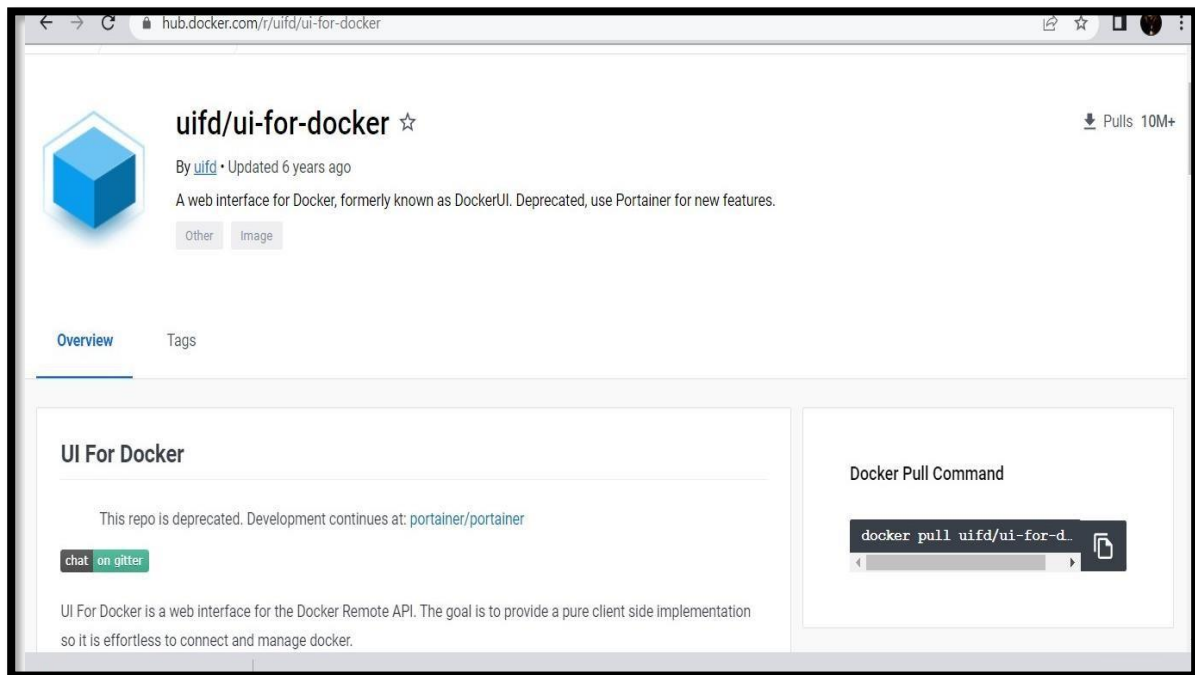 hub.docker.com/r/uifd/ui-for-docker
uifd/ui-for-docker
Pulls 10M+
By uifd • Updated 6 years ago
A web interface for Docker, formerly known as DockerUI. Deprecated, use Portainer for new features.
Other Image
Overview Tags
UI For Docker
This repo is deprecated. Development continues at: portainer/portainer
chat on gitter
UI For Docker is a web interface for the Docker Remote API. The goal is to provide a pure client side implementation
so it is effortless to connect and manage docker.
Docker Pull Command
docker pull uifd/ui-for-d…